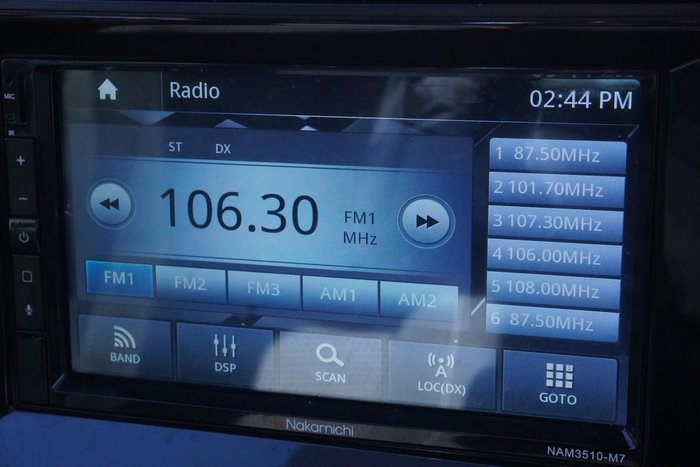 MIC
Radio
02:44 PM
ST DX
106.30
FM1
MHz
1 87.50MHz
2 101.70MHz
3 107.30MHz
4 106.00MHz
5 108.00MHz
6 87.50MHz
FM1 FM2 FM3 AM1 AM2
BAND DSP SCAN LOC(DX) GOTO
Nakamichi
NAM3510-M7